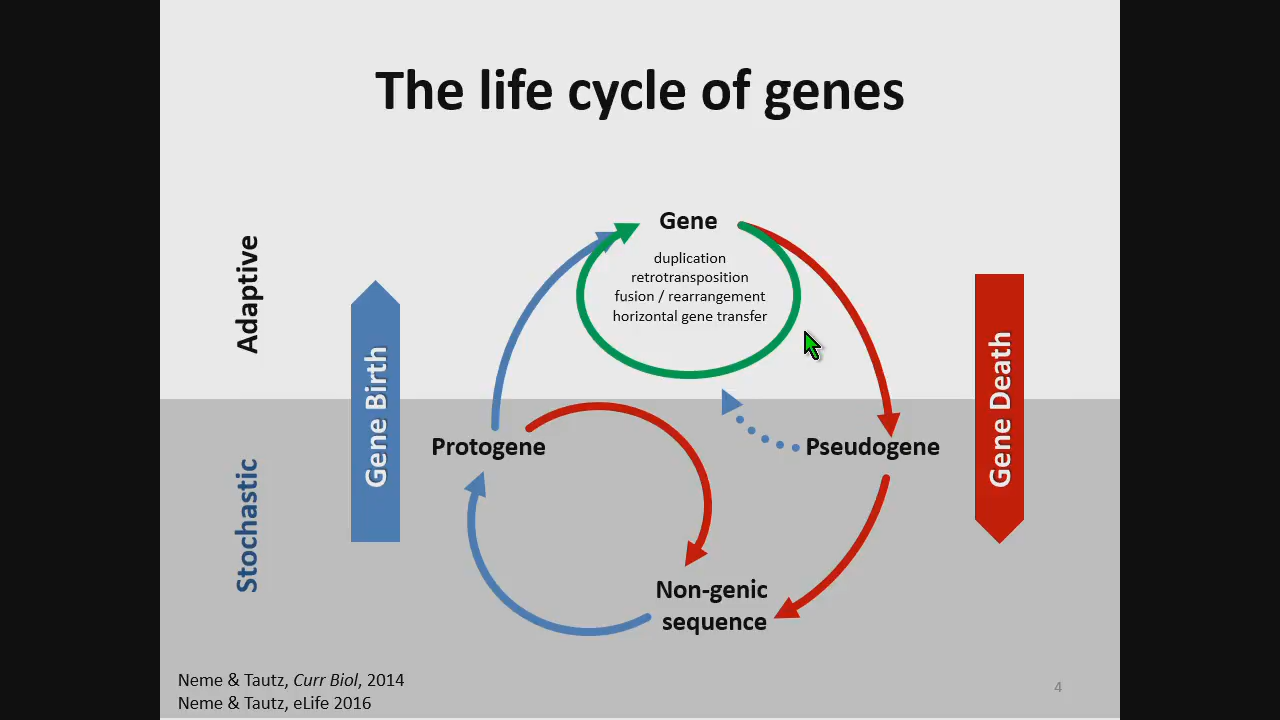 The life cycle of genes
Adaptive
Stochastic
Gene Birth
Gene
duplication
retrotransposition
fusion / rearrangement
horizontal gene transfer
Protogene
Pseudogene
Gene Death
Non-genic
sequence
Neme & Tautz, Curr Biol, 2014
Neme & Tautz, eLife 2016
4